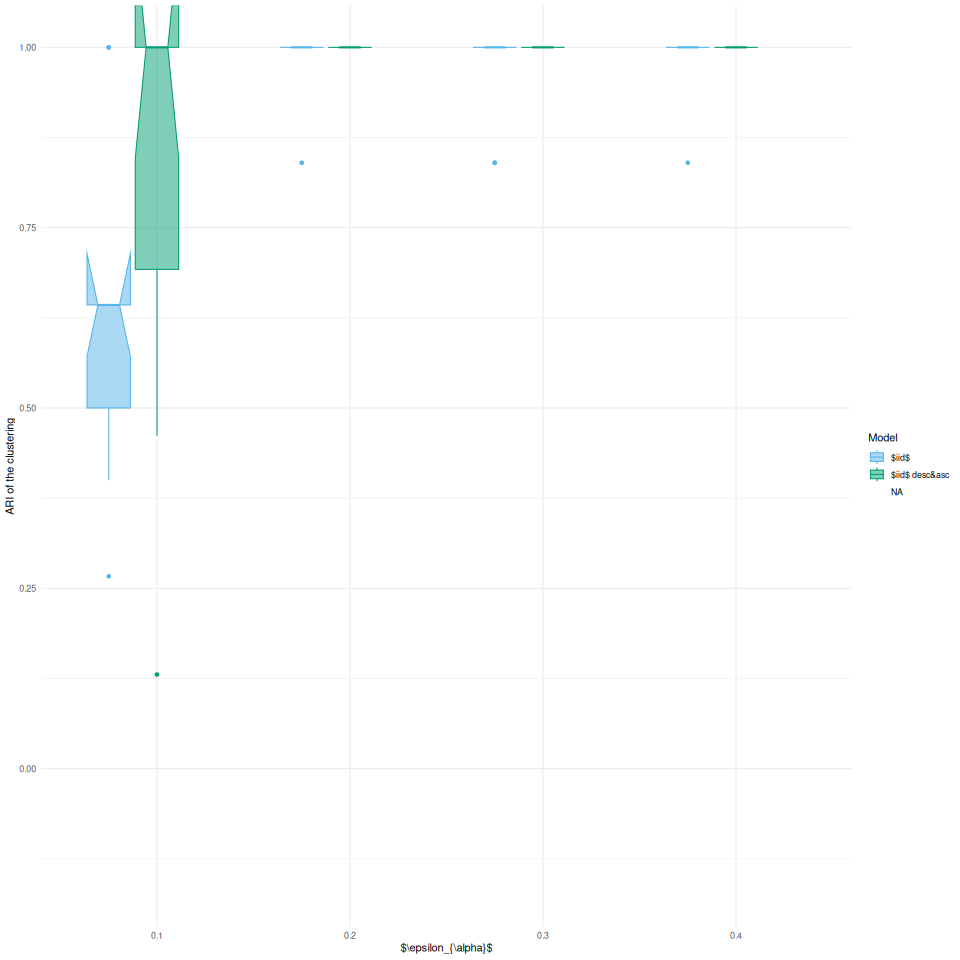 1.00
0.75
0.50
0.25
0.00
ARI of the clustering
0.1
0.2
0.3
0.4
$\epsilon_{\alpha}$
Model
$iid$
$iid$ desc&asc
NA